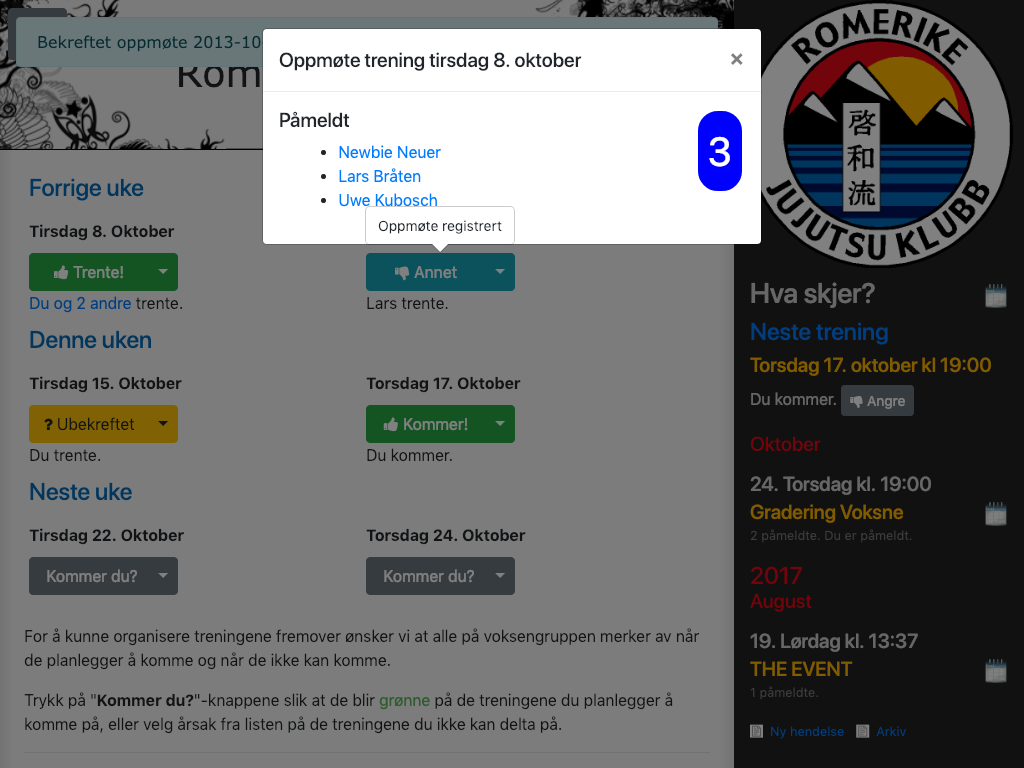 Bekreftet oppmøte 2013-10
Rom
Oppmøte trening tirsdag 8. oktober
×
Påmeldt
Newbie Neuer
Lars Bråten
Uwe Kubosch
3
Oppmøte registrert
Forrige uke
Tirsdag 8. Oktober
Trente!
Annet
Du og 2 andre trente.
Lars trente.
Denne uken
Tirsdag 15. Oktober
Torsdag 17. Oktober
? Ubekreftet
Kommer!
Du trente.
Du kommer.
Neste uke
Tirsdag 22. Oktober
Torsdag 24. Oktober
Kommer du?
Kommer du?
For å kunne organisere treningene fremover ønsker vi at alle på voksengruppen merker av når
de planlegger å komme og når de ikke kan komme.
Trykk på "Kommer du?"-knappene slik at de blir grønne på de treningene du planlegger å
komme på, eller velg årsak fra listen på de treningene du ikke kan delta på.
ROMERIKE
啓
和
流
JUJUTSU KLUBB
Hva skjer?
Neste trening
Torsdag 17. oktober kl 19:00
Du kommer. Angre
Oktober
24. Torsdag kl. 19:00
Gradering Voksne
2 påmeldte. Du er påmeldt.
2017
August
19. Lørdag kl. 13:37
THE EVENT
1 påmeldte.
Ny hendelse Arkiv